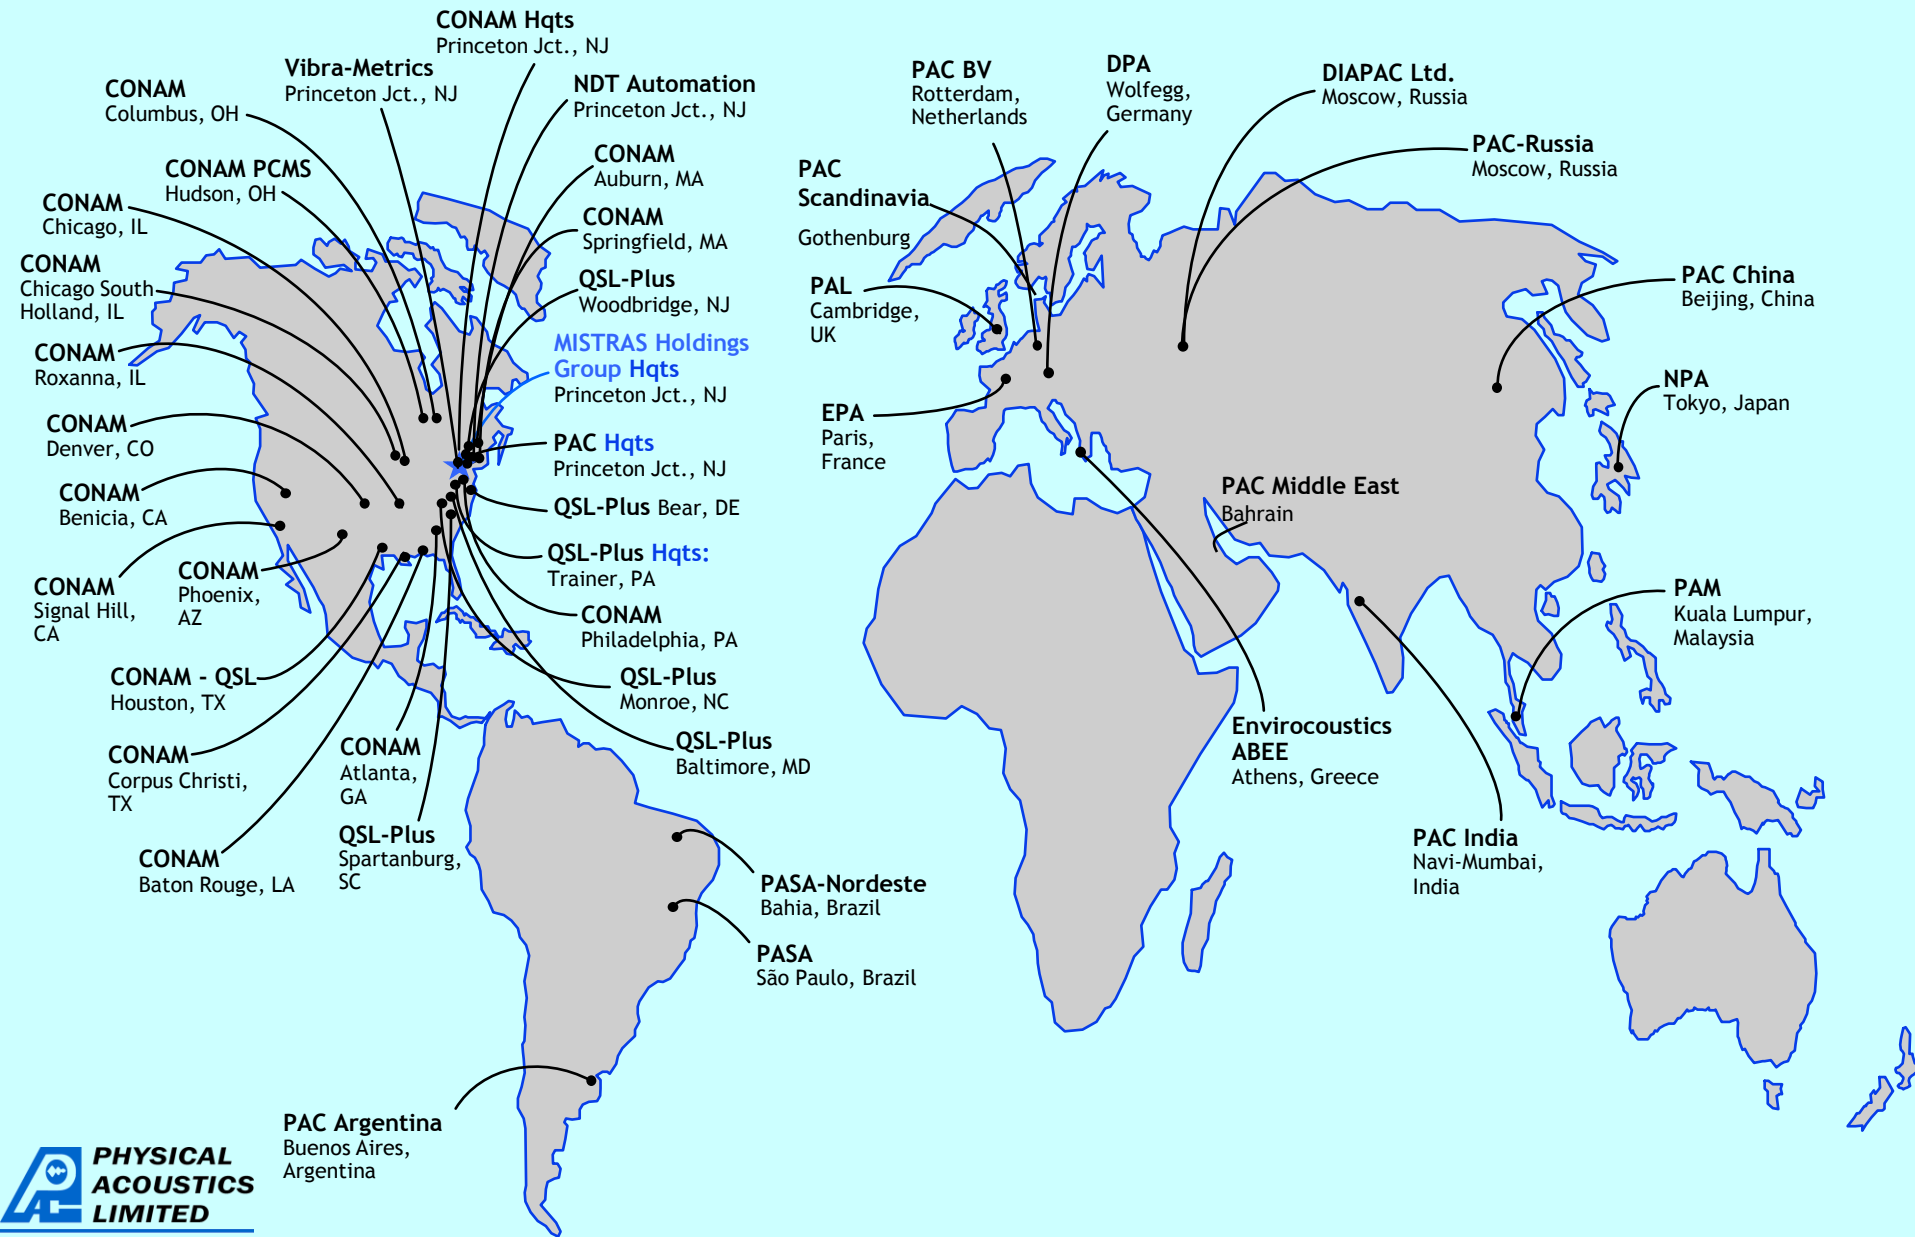 CONAM Hqts
Princeton Jct., NJ
Vibra-Metrics
Princeton Jct., NJ
NDT Automation
Princeton Jct., NJ
CONAM
Columbus, OH
CONAM
Auburn, MA
CONAM PCMS
Hudson, OH
CONAM
Chicago, IL
CONAM
Springfield, MA
CONAM
Chicago South
Holland, IL
QSL-Plus
Woodbridge, NJ
CONAM
Roxanna, IL
MISTRAS Holdings
Group Hqts
Princeton Jct., NJ
CONAM
Denver, CO
PAC Hqts
Princeton Jct., NJ
CONAM
Benicia, CA
QSL-Plus Bear, DE
QSL-Plus Hqts:
Trainer, PA
CONAM
Signal Hill,
CA
CONAM
Phoenix,
AZ
CONAM
Philadelphia, PA
CONAM - QSL
Houston, TX
QSL-Plus
Monroe, NC
CONAM
Corpus Christi,
TX
CONAM
Atlanta,
GA
QSL-Plus
Baltimore, MD
CONAM
Baton Rouge, LA
QSL-Plus
Spartanburg,
SC
PASA-Nordeste
Bahia, Brazil
PASA
São Paulo, Brazil
PAC Argentina
Buenos Aires,
Argentina
PAC BV
Rotterdam,
Netherlands
DPA
Wolfegg,
Germany
DIAPAC Ltd.
Moscow, Russia
PAC-Russia
Moscow, Russia
PAC
Scandinavia
Gothenburg
PAL
Cambridge,
UK
EPA
Paris,
France
PAC China
Beijing, China
NPA
Tokyo, Japan
PAC Middle East
Bahrain
PAM
Kuala Lumpur,
Malaysia
Envirocoustics
ABEE
Athens, Greece
PAC India
Navi-Mumbai,
India
PAC
PHYSICAL
ACOUSTICS
LIMITED